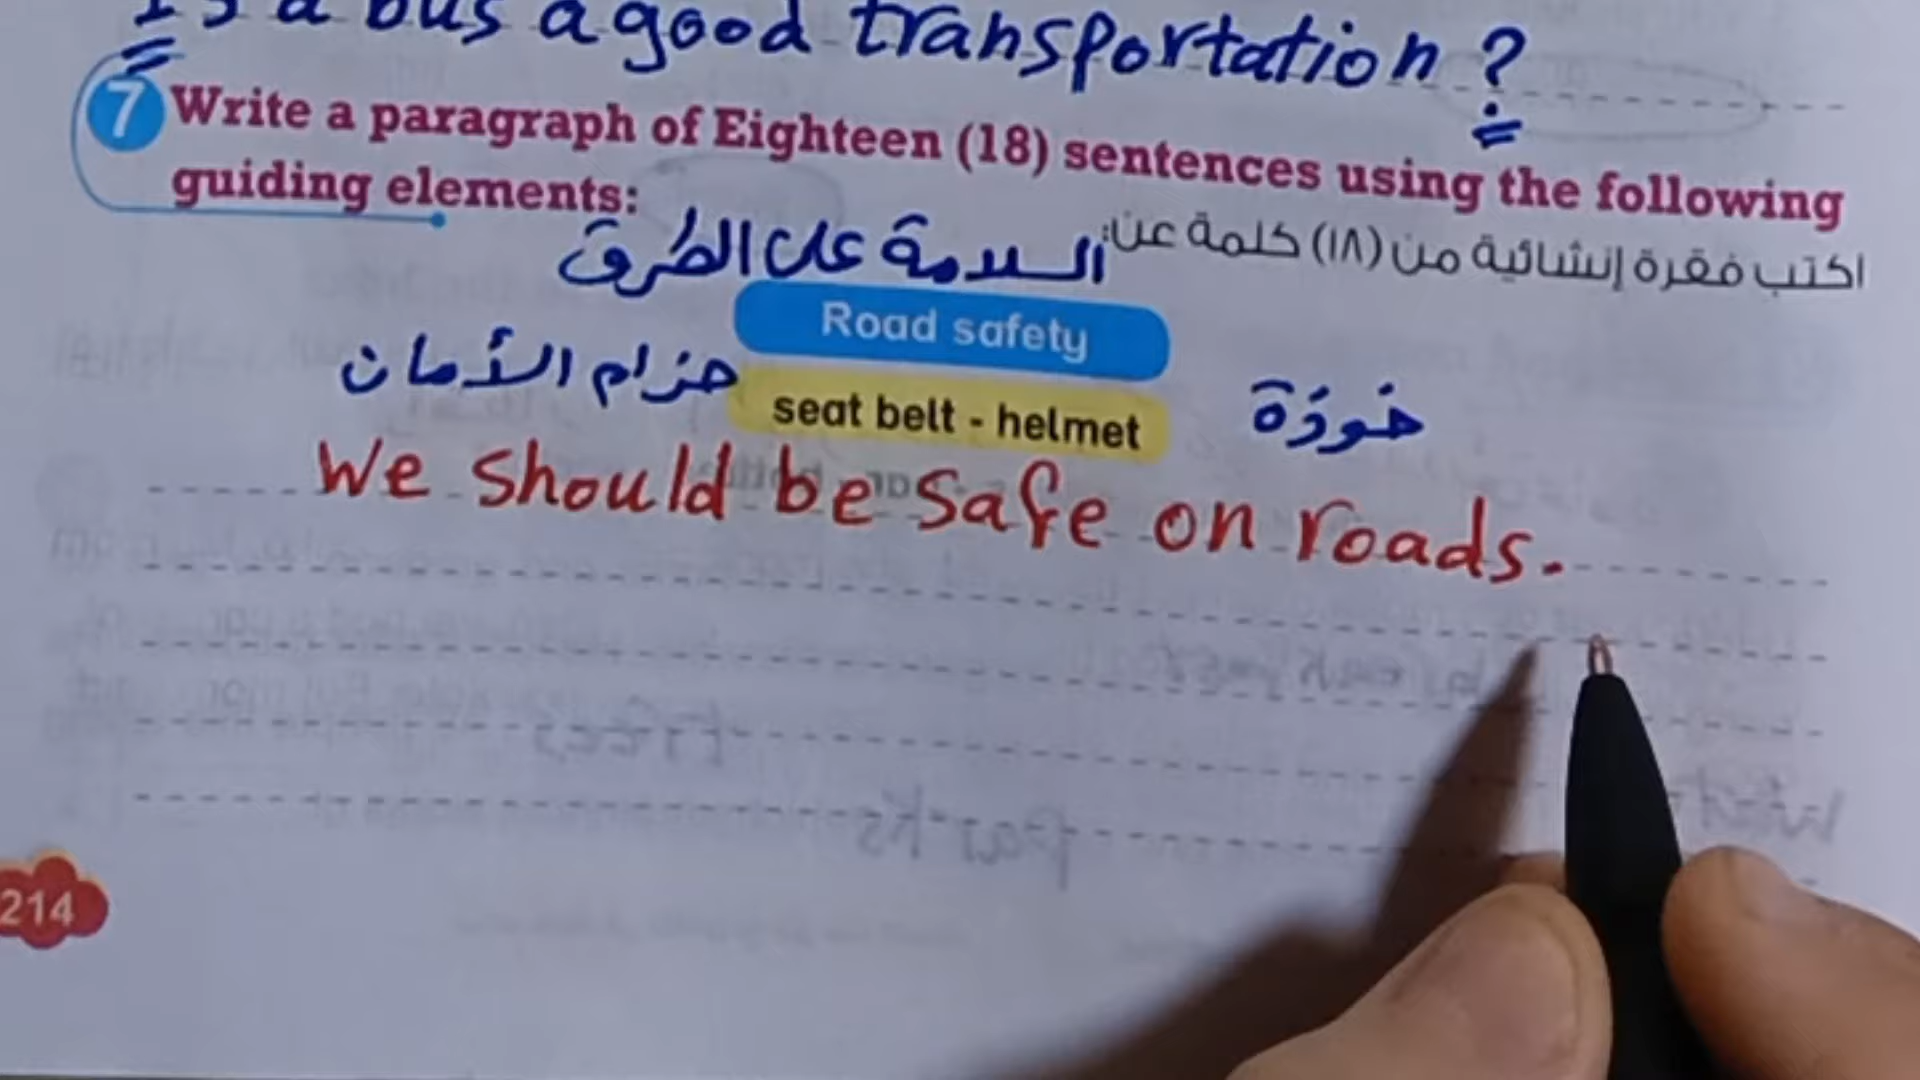 Is a bus a good transportation ?
7 Write a paragraph of Eighteen (18) sentences using the following
guiding elements:
اكتب فقرة إنشائية من (١٨) كلمة عن:
السلامة على الطرق
Road safety
حزام الأمان
seat belt - helmet
خوذة
We should be safe on roads.
214